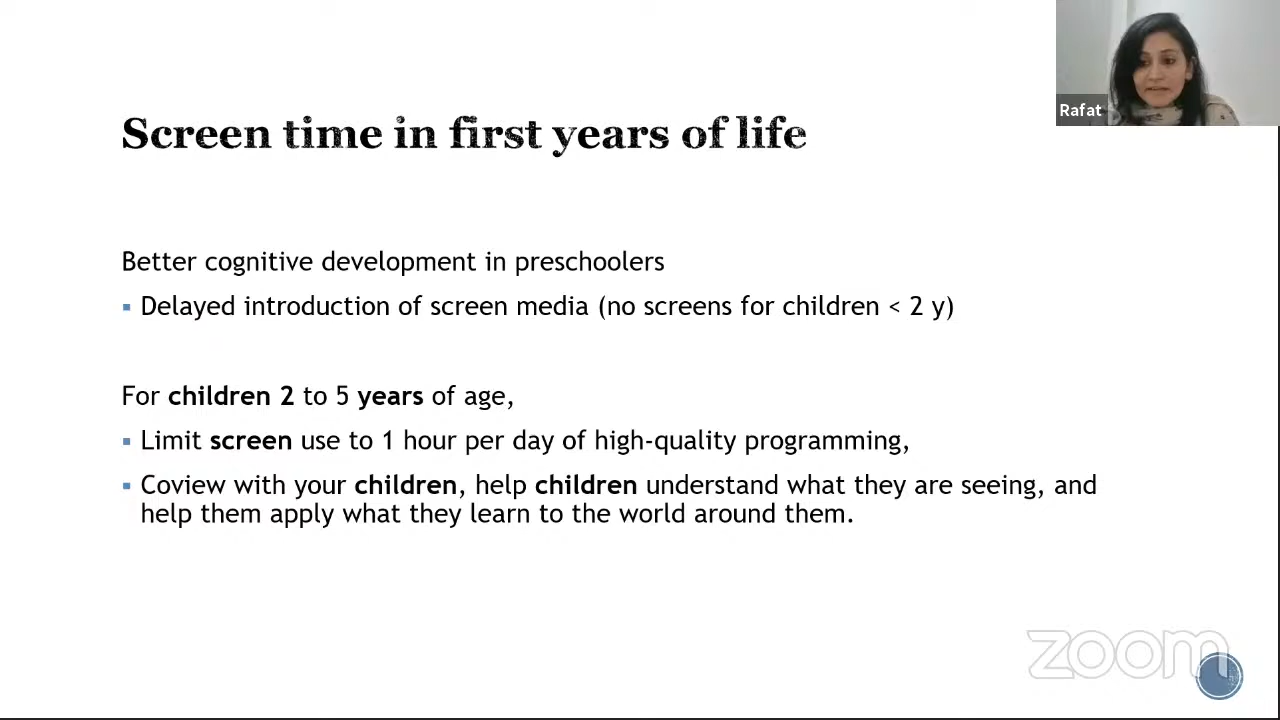 Rafat
Screen time in first years of life
Better cognitive development in preschoolers
▪ Delayed introduction of screen media (no screens for children < 2 y)
For children 2 to 5 years of age,
▪ Limit screen use to 1 hour per day of high-quality programming,
▪ Coview with your children, help children understand what they are seeing, and
help them apply what they learn to the world around them.
zoom